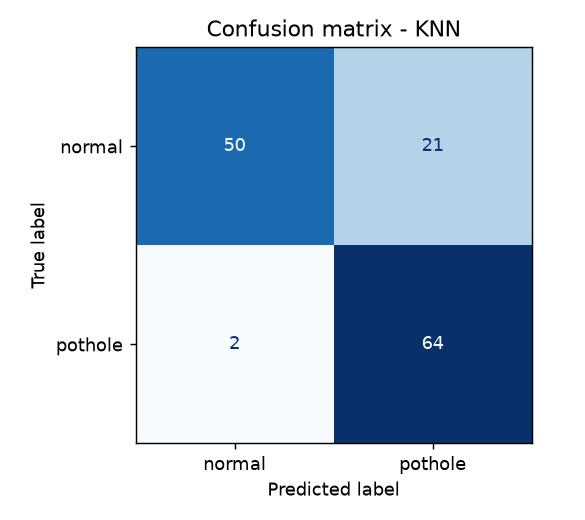 Confusion matrix - KNN
True label
normal
50
21
pothole
2
64
normal
pothole
Predicted label